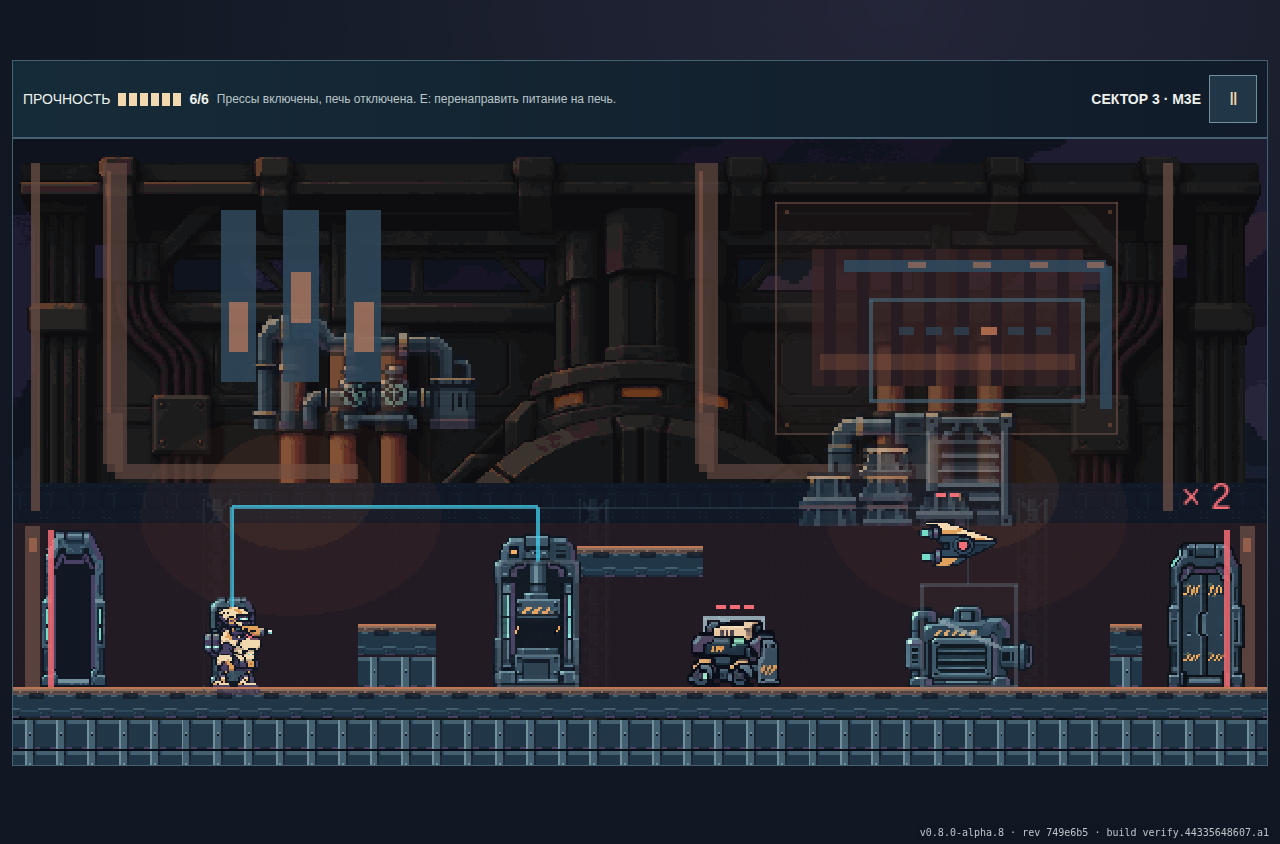 ПРОЧНОСТЬ 6/6 Прессы включены, печь отключена. E: перенаправить питание на печь.
СЕКТОР 3 · МЗЕ
II
× 2
v0.8.0-alpha.8 · rev 749e6b5 · build verify.44335648607.a1